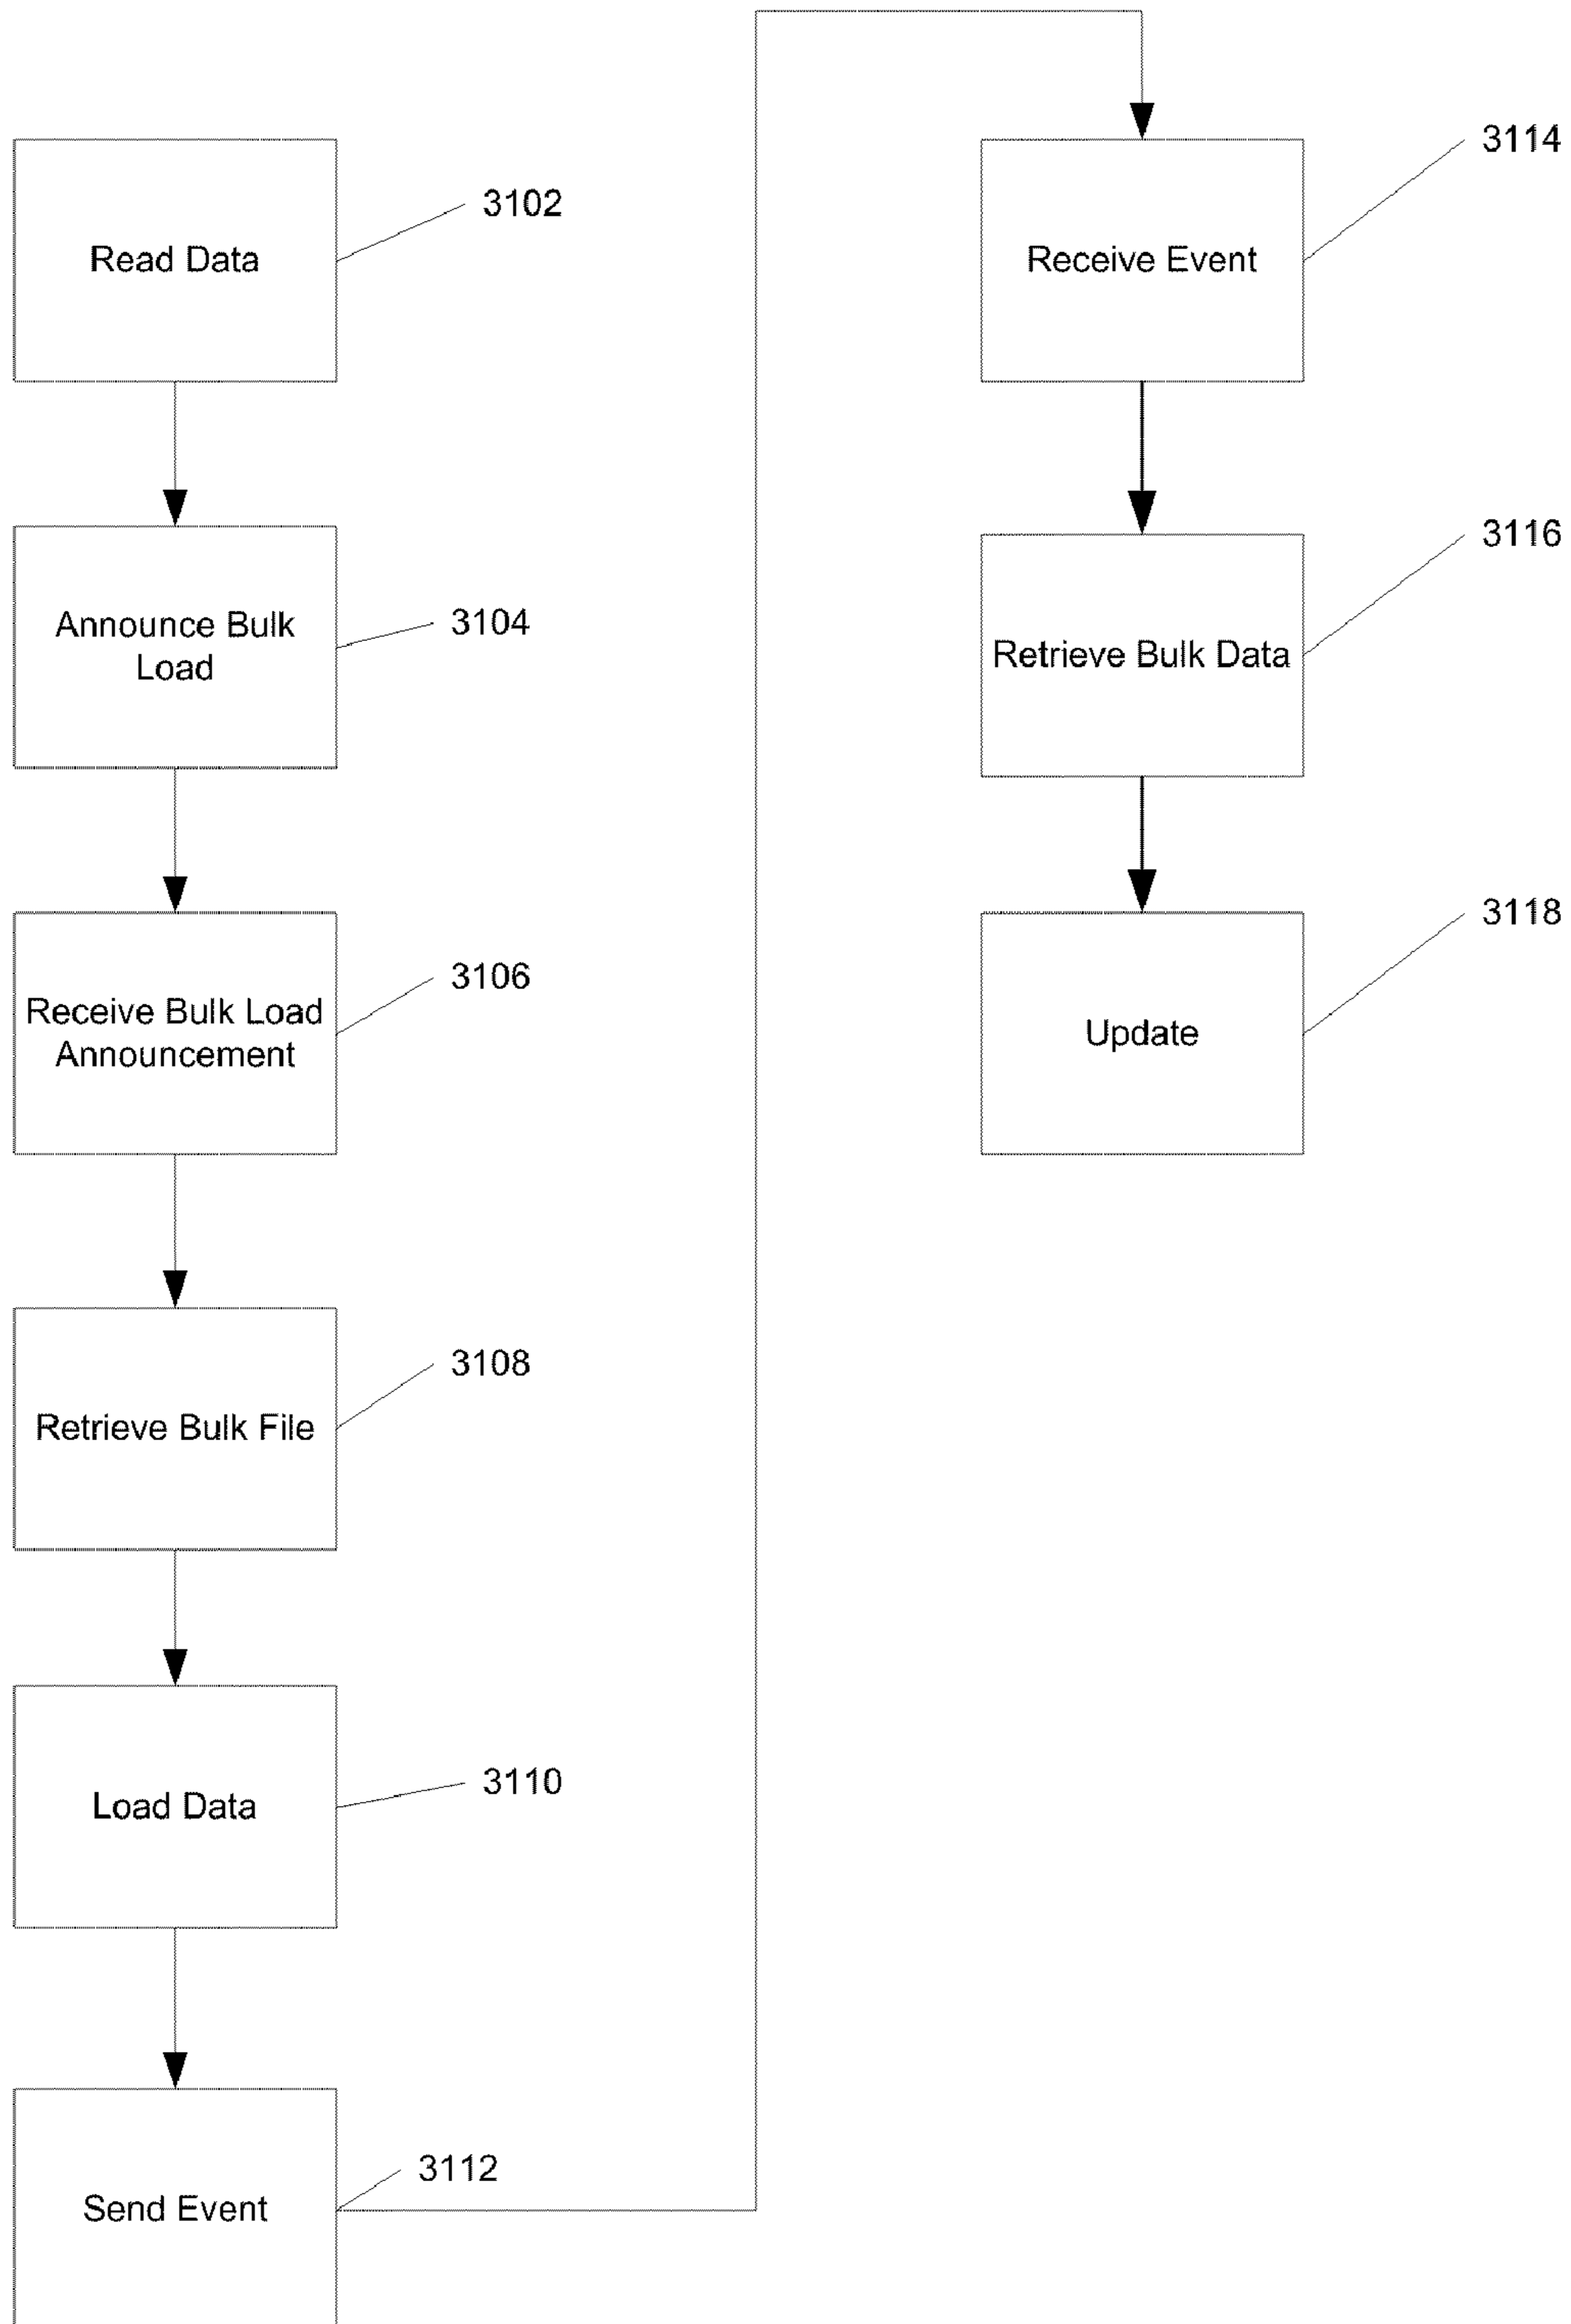 Read Data
3102
Announce Bulk
Load
3104
Receive Bulk Load
Announcement
3106
Retrieve Bulk File
3108
Load Data
3110
Send Event
3112
Receive Event
3114
Retrieve Bulk Data
3116
Update
3118